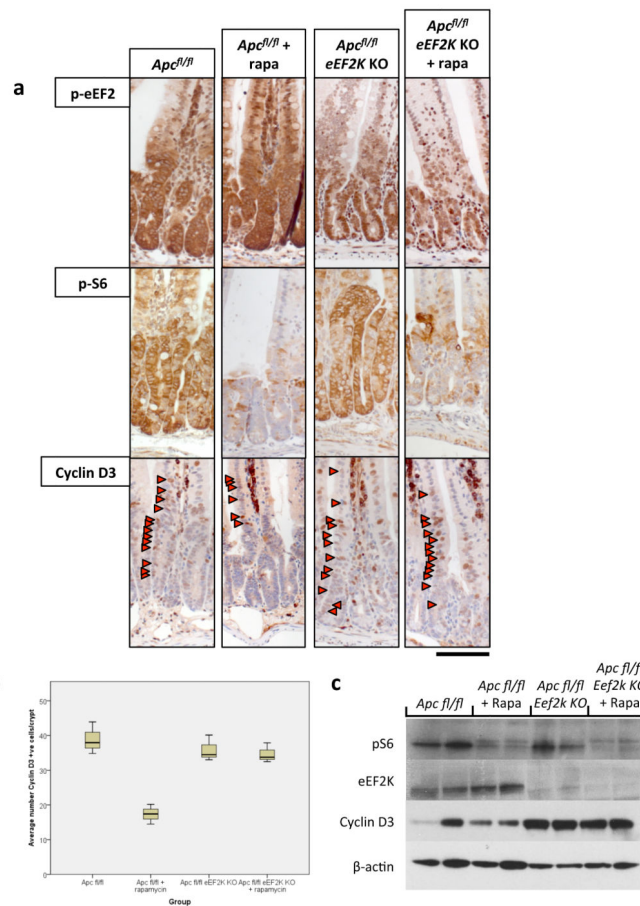 Apcfl/fl
Apcfl/fl +
rapa
Apcfl/fl
eEF2K KO
Apcfl/fl
eEF2K KO
+ rapa
a
p-eEF2
p-S6
Cyclin D3
Average number Cyclin D3 +ve cells/crypt
50
40
30
20
10
0
Apc fl/fl
Apc fl/fl +
rapamycin
Apc fl/fl eEF2K KO
Apc fl/fl eEF2K KO
+ rapamycin
Group
c
Apc fl/fl
Apc fl/fl
+ Rapa
Apc fl/fl
Eef2k KO
Apc fl/fl
Eef2k KO
+ Rapa
pS6
eEF2K
Cyclin D3
β-actin